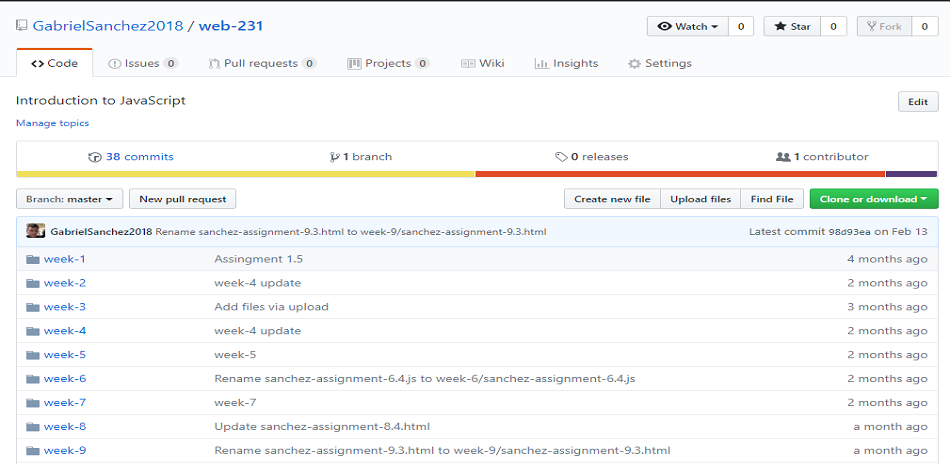 GabrielSanchez2018 / web-231 Watch 0 Star 0 Fork 0
Code Issues 0 Pull requests 0 Projects 0 Wiki Insights Settings
Introduction to JavaScript Edit
Manage topics
38 commits 1 branch 0 releases 1 contributor
Branch: master New pull request Create new file Upload files Find File Clone or download
GabrielSanchez2018 Rename sanchez-assignment-9.3.html to week-9/sanchez-assignment-9.3.html Latest commit 98d93ea on Feb 13
week-1 Assingment 1.5 4 months ago
week-2 week-4 update 2 months ago
week-3 Add files via upload 3 months ago
week-4 week-4 update 2 months ago
week-5 week-5 2 months ago
week-6 Rename sanchez-assignment-6.4.js to week-6/sanchez-assignment-6.4.js 2 months ago
week-7 week-7 2 months ago
week-8 Update sanchez-assignment-8.4.html a month ago
week-9 Rename sanchez-assignment-9.3.html to week-9/sanchez-assignment-9.3.html a month ago